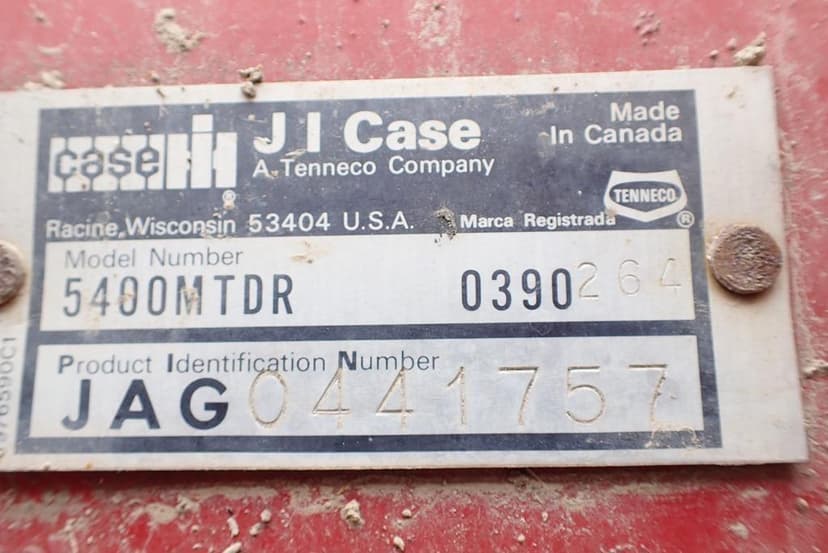 case IH ®
J I Case
A Tenneco Company
Made
In Canada
TENNECO ®
Racine, Wisconsin 53404 U.S.A. Marca Registrada
Model Number
5400MTDR 0390264
Product Identification Number
JAG0441757